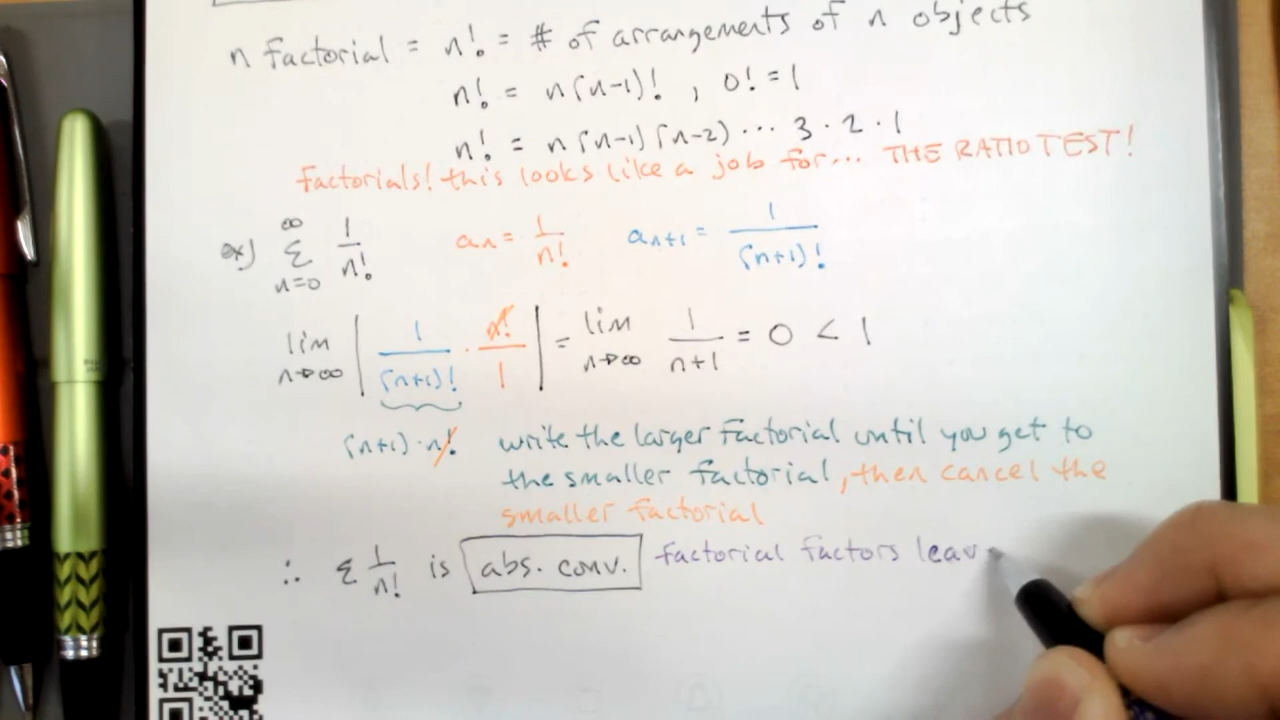 n factorial = n! = # of arrangements of n objects
n! = n(n-1)! , 0! = 1
n! = n(n-1)(n-2) ... 3 · 2 · 1
Factorials! this looks like a job for... THE RATIO TEST!
ex) ∞ Σ n=0 1/n! an = 1/n! an+1 = 1/(n+1)!
lim n→∞ | 1/(n+1)! · n!/1 | = lim n→∞ 1/(n+1) = 0 < 1
(n+1) · n! write the larger factorial until you get to
the smaller factorial, then cancel the
smaller factorial
∴ Σ 1/n! is abs. conv. factorial factors leav